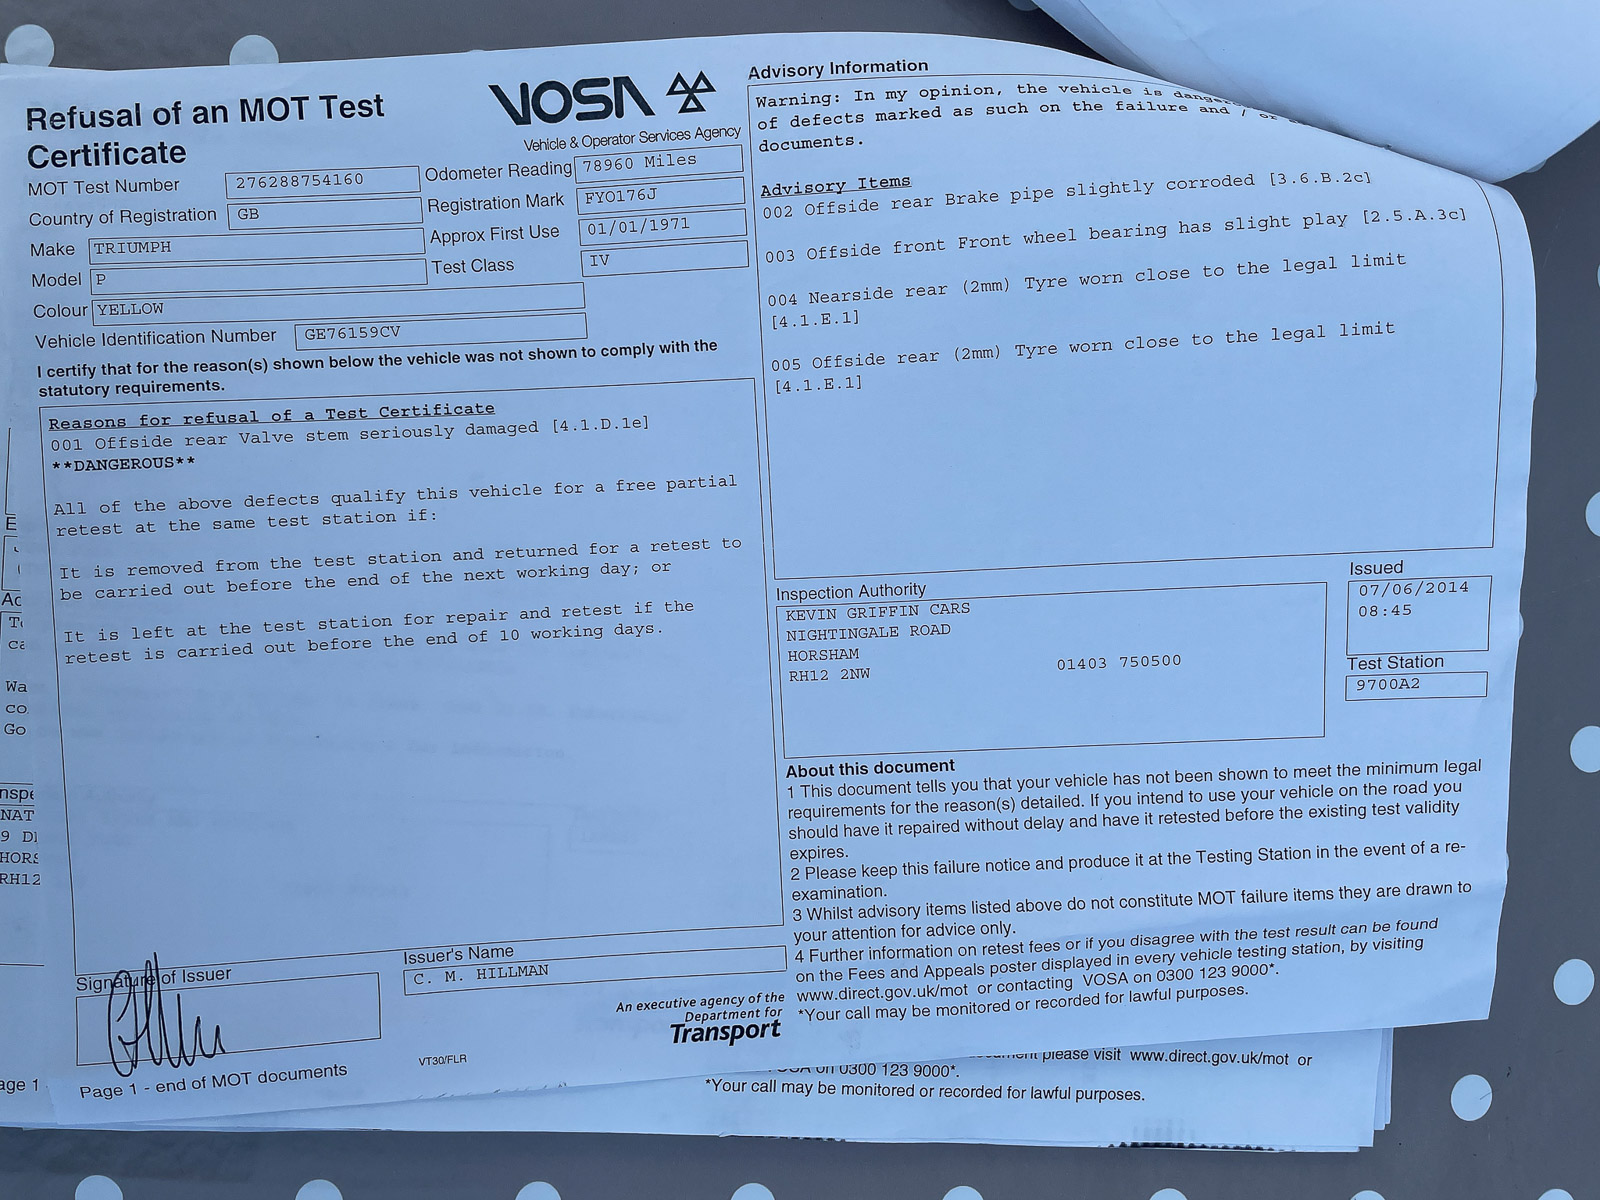 Refusal of an MOT Test
Certificate
VOSA
Vehicle & Operator Services Agency
MOT Test Number 276288754160
Country of Registration GB
Make TRIUMPH
Model P
Colour YELLOW
Vehicle Identification Number GE76159CV
Odometer Reading 78960 Miles
Registration Mark FYO176J
Approx First Use 01/01/1971
Test Class IV
I certify that for the reason(s) shown below the vehicle was not shown to comply with the
statutory requirements.
Reasons for refusal of a Test Certificate
001 Offside rear Valve stem seriously damaged [4.1.D.1e]
**DANGEROUS**
All of the above defects qualify this vehicle for a free partial
retest at the same test station if:
It is removed from the test station and returned for a retest to
be carried out before the end of the next working day; or
It is left at the test station for repair and retest if the
retest is carried out before the end of 10 working days.
Signature of Issuer
Issuer's Name
C. M. HILLMAN
An executive agency of the
Department for
Transport
VT30/FLR
Page 1 - end of MOT documents
Advisory Information
Warning: In my opinion, the vehicle is
of defects marked as such on the failure and / or
documents.
Advisory Items
002 Offside rear Brake pipe slightly corroded [3.6.B.2c]
003 Offside front Front wheel bearing has slight play [2.5.A.3c]
004 Nearside rear (2mm) Tyre worn close to the legal limit
[4.1.E.1]
005 Offside rear (2mm) Tyre worn close to the legal limit
[4.1.E.1]
Inspection Authority
KEVIN GRIFFIN CARS
NIGHTINGALE ROAD
HORSHAM
RH12 2NW 01403 750500
Issued
07/06/2014
08:45
Test Station
9700A2
About this document
1 This document tells you that your vehicle has not been shown to meet the minimum legal
requirements for the reason(s) detailed. If you intend to use your vehicle on the road you
should have it repaired without delay and have it retested before the existing test validity
expires.
2 Please keep this failure notice and produce it at the Testing Station in the event of a re-
examination.
3 Whilst advisory items listed above do not constitute MOT failure items they are drawn to
your attention for advice only.
4 Further information on retest fees or if you disagree with the test result can be found
on the Fees and Appeals poster displayed in every vehicle testing station, by visiting
www.direct.gov.uk/mot or contacting VOSA on 0300 123 9000*.
*Your call may be monitored or recorded for lawful purposes.
please visit www.direct.gov.uk/mot or
on 0300 123 9000*.
*Your call may be monitored or recorded for lawful purposes.
Wa
co
Go
NAT
RH12